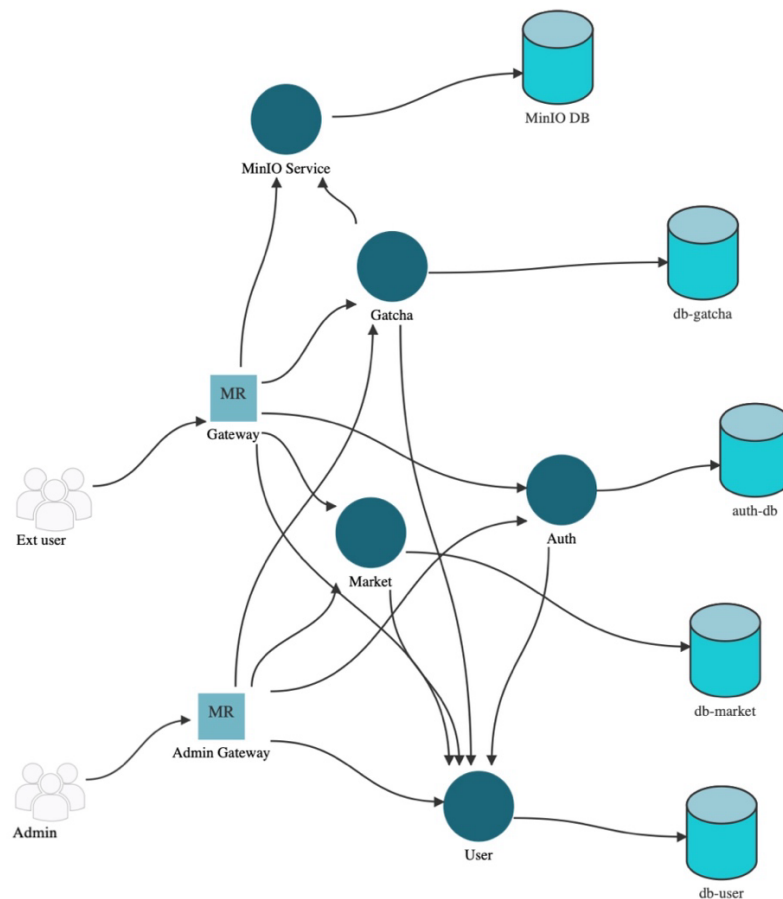 MinIO DB
MinIO Service
db-gatcha
Gatcha
MR
Gateway
auth-db
Ext user
Auth
Market
db-market
MR
Admin Gateway
Admin
User
db-user